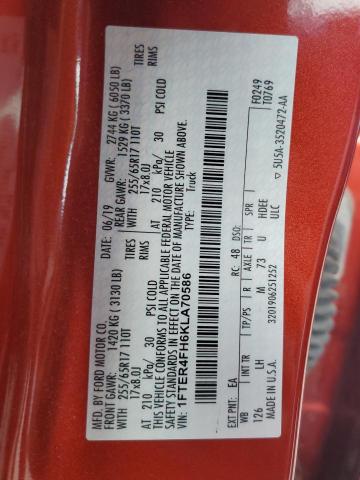 MFD. BY FORD MOTOR CO.
DATE: 06/19 GVWR: 2744 KG ( 6050 LB)
FRONT GAWR: 1420 KG ( 3130 LB) REAR GAWR: 1529 KG ( 3370 LB)
WITH 255/65R17 110T TIRES WITH 255/65R17 110T TIRES
17x8.0J RIMS 17x8.0J RIMS
AT 210 kPa/ 30 PSI COLD AT 210 kPa/ 30 PSI COLD
THIS VEHICLE CONFORMS TO ALL APPLICABLE FEDERAL MOTOR VEHICLE
SAFETY STANDARDS IN EFFECT ON THE DATE OF MANUFACTURE SHOWN ABOVE.
VIN: 1FTER4FH6KLA70586 Truck
F0249
T0769
EXT PNT: EA RC: 48 DSO:
WB INT TR TP/PS R AXLE TR SPR
126 LH M 73 U HDEE
ULC
MADE IN U.S.A. 3201906251252 5U5A-3520472-AA